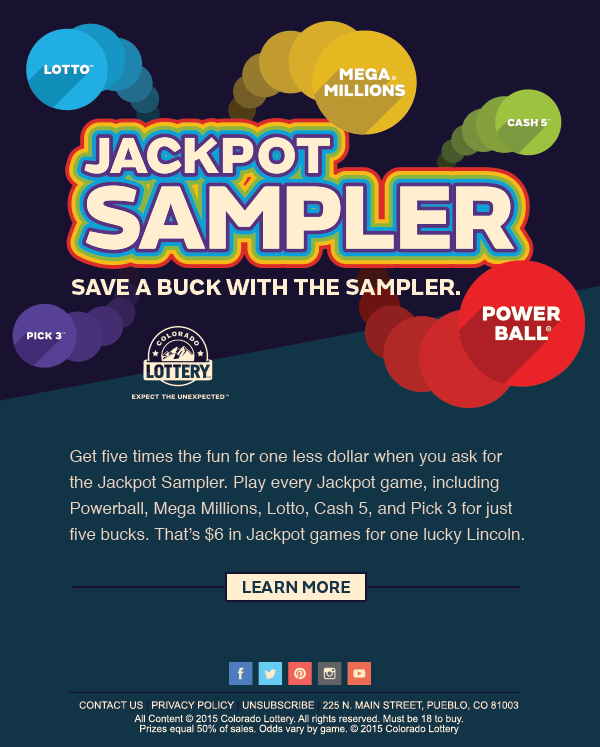 LOTTO™
MEGA®
MILLIONS
CASH 5™
JACKPOT
SAMPLER
SAVE A BUCK WITH THE SAMPLER.
POWER
BALL®
PICK 3™
COLORADO
LOTTERY
EXPECT THE UNEXPECTED™
Get five times the fun for one less dollar when you ask for
the Jackpot Sampler. Play every Jackpot game, including
Powerball, Mega Millions, Lotto, Cash 5, and Pick 3 for just
five bucks. That's $6 in Jackpot games for one lucky Lincoln.
LEARN MORE
CONTACT US | PRIVACY POLICY | UNSUBSCRIBE | 225 N. MAIN STREET, PUEBLO, CO 81003
All Content © 2015 Colorado Lottery. All rights reserved. Must be 18 to buy.
Prizes equal 50% of sales. Odds vary by game. © 2015 Colorado Lottery